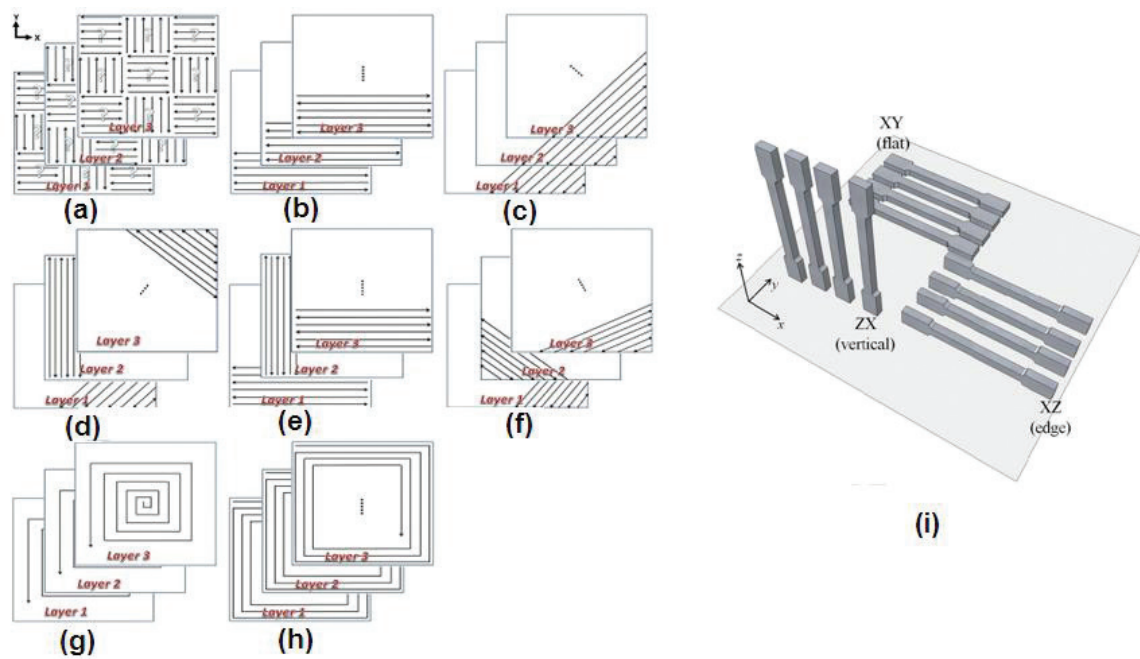 Y
X
Layer 3
Layer 2
Layer 1
(a)
Layer 3
Layer 2
Layer 1
(b)
Layer 3
Layer 2
Layer 1
(c)
Layer 3
Layer 2
Layer 1
(d)
Layer 3
Layer 2
Layer 1
(e)
Layer 3
Layer 2
Layer 1
(f)
Layer 3
Layer 2
Layer 1
(g)
Layer 3
Layer 2
Layer 1
(h)
XY
(flat)
z
y
x
ZX
(vertical)
XZ
(edge)
(i)